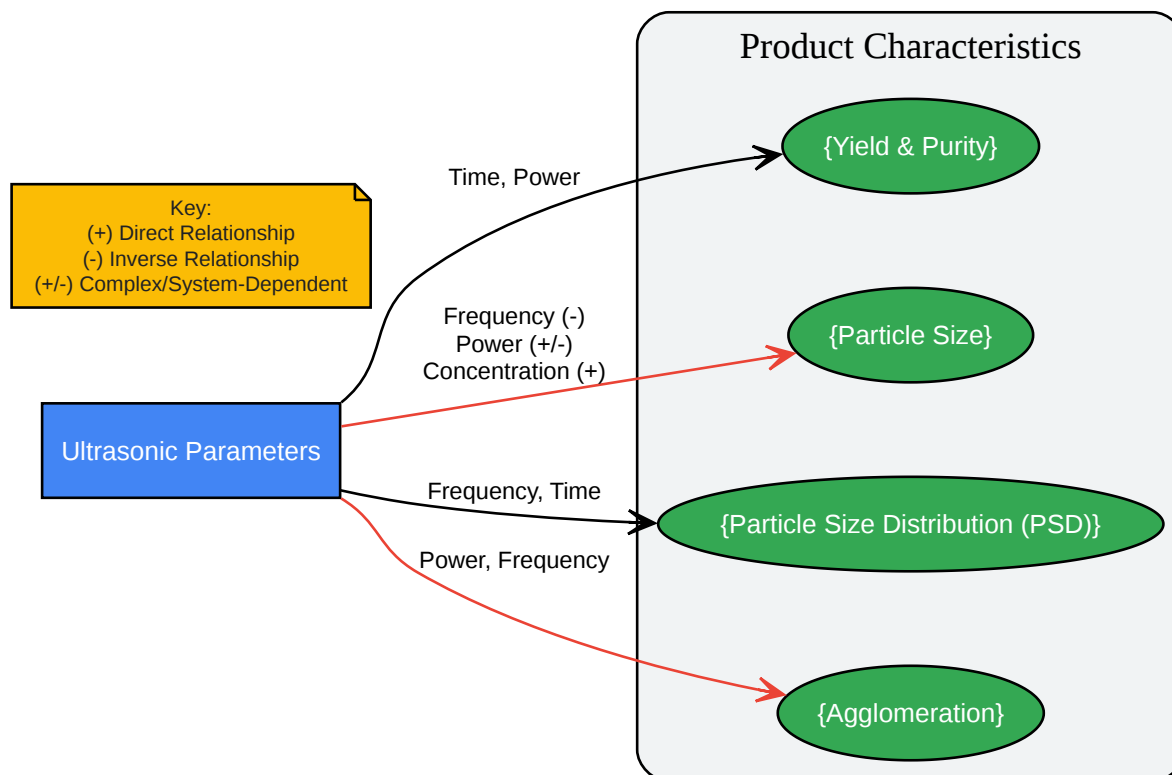 Product Characteristics
{Yield & Purity}
Time, Power
Key:
(+) Direct Relationship
(-) Inverse Relationship
(+/-) Complex/System-Dependent
Frequency (-)
Power (+/-)
Concentration (+)
{Particle Size}
Ultrasonic Parameters
Frequency, Time
{Particle Size Distribution (PSD)}
Power, Frequency
{Agglomeration}